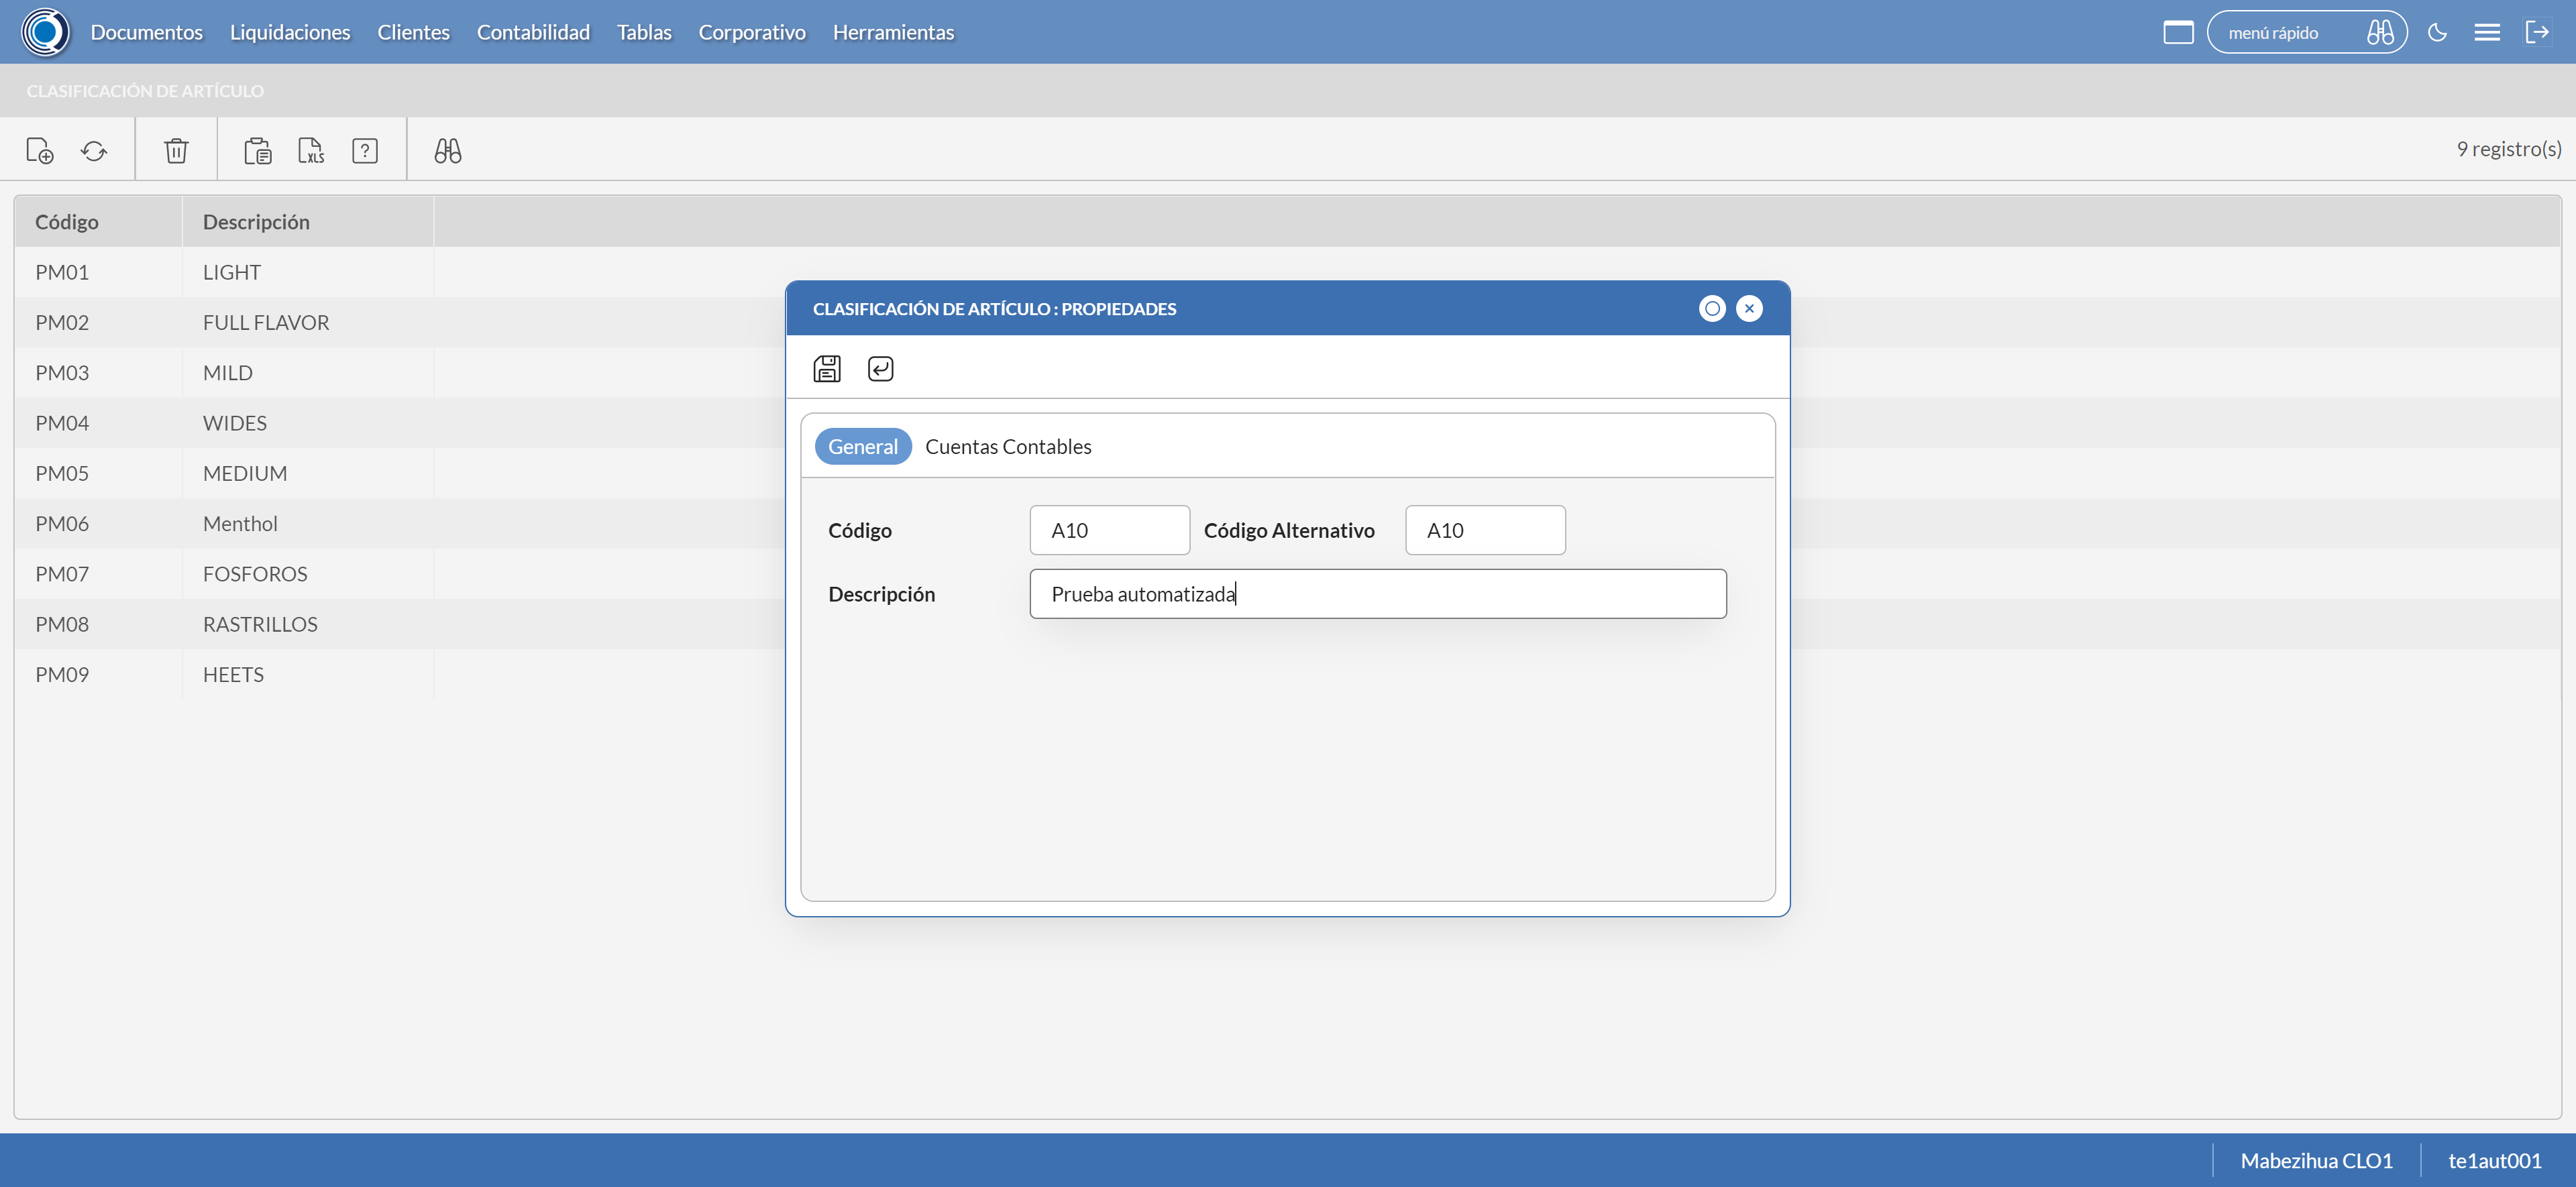 Documentos Liquidaciones Clientes Contabilidad Tablas Corporativo Herramientas menú rápido
CLASIFICACIÓN DE ARTÍCULO
XLS ? 9 registro(s)
Código Descripción
PM01 LIGHT
PM02 FULL FLAVOR
PM03 MILD
PM04 WIDES
PM05 MEDIUM
PM06 Menthol
PM07 FOSFOROS
PM08 RASTRILLOS
PM09 HEETS
CLASIFICACIÓN DE ARTÍCULO : PROPIEDADES
General Cuentas Contables
Código A10 Código Alternativo A10
Descripción Prueba automatizada
Mabezihua CLO1 te1aut001